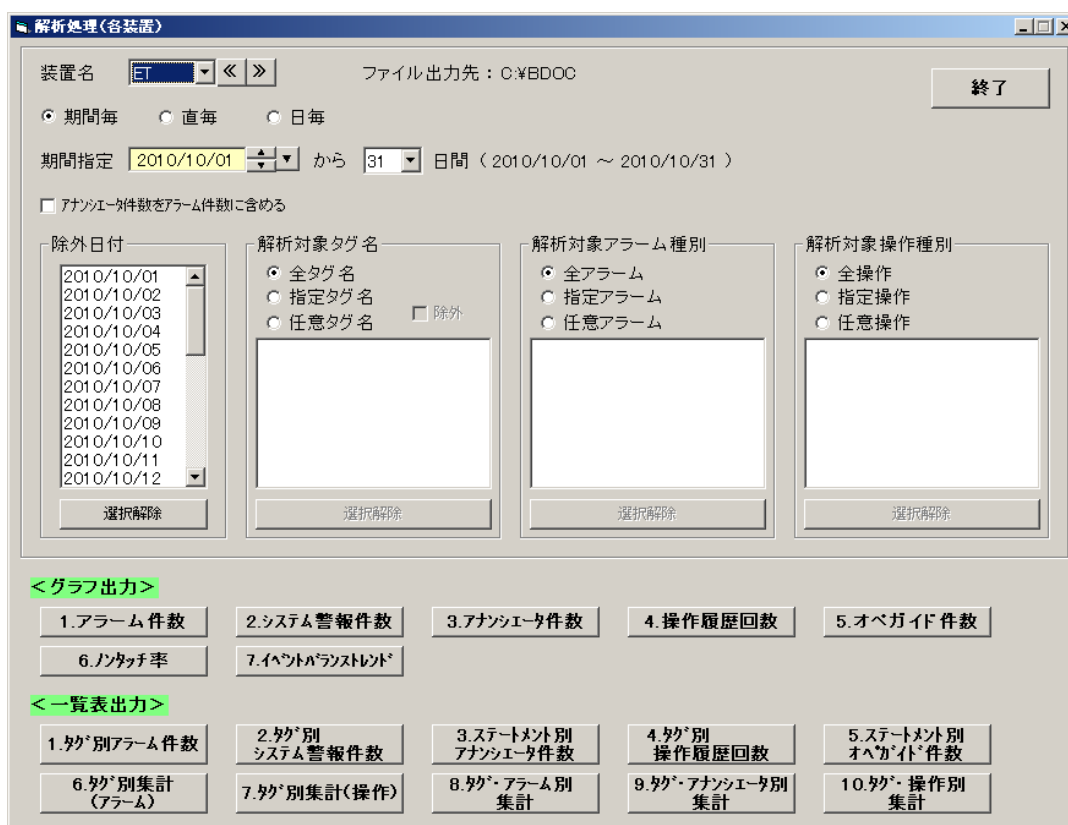 解析処理(各装置)
装置名 ET ≪ ≫ ファイル出力先：C:¥BDOC
終了
期間毎 直毎 日毎
期間指定 2010/10/01 から 31 日間（2010/10/01 ～ 2010/10/31 ）
ｱﾅﾝｼｴｰﾀ件数をｱﾗｰﾑ件数に含める
除外日付
2010/10/01
2010/10/02
2010/10/03
2010/10/04
2010/10/05
2010/10/06
2010/10/07
2010/10/08
2010/10/09
2010/10/10
2010/10/11
2010/10/12
選択解除
解析対象タグ名
全タグ名
指定タグ名
任意タグ名
除外
選択解除
解析対象アラーム種別
全アラーム
指定アラーム
任意アラーム
選択解除
解析対象操作種別
全操作
指定操作
任意操作
選択解除
＜グラフ出力＞
1.アラーム件数
2.ｼｽﾃﾑ警報件数
3.ｱﾅﾝｼｴｰﾀ件数
4.操作履歴回数
5.オペガイド件数
6.ﾉﾝﾀｯﾁ率
7.ｲﾍﾞﾝﾄﾊﾞﾗﾝｽﾄﾚﾝﾄﾞ
＜一覧表出力＞
1.ﾀｸﾞ別ｱﾗｰﾑ件数
2.ﾀｸﾞ別
ｼｽﾃﾑ警報件数
3.ｽﾃｰﾄﾒﾝﾄ別
ｱﾅﾝｼｴｰﾀ件数
4.ﾀｸﾞ別
操作履歴回数
5.ｽﾃｰﾄﾒﾝﾄ別
ｵﾍﾟｶﾞｲﾄﾞ件数
6.ﾀｸﾞ別集計
(ｱﾗｰﾑ)
7.ﾀｸﾞ別集計(操作)
8.ﾀｸﾞ・ｱﾗｰﾑ別
集計
9.ﾀｸﾞ・ｱﾅﾝｼｴｰﾀ別
集計
10.ﾀｸﾞ・操作別
集計